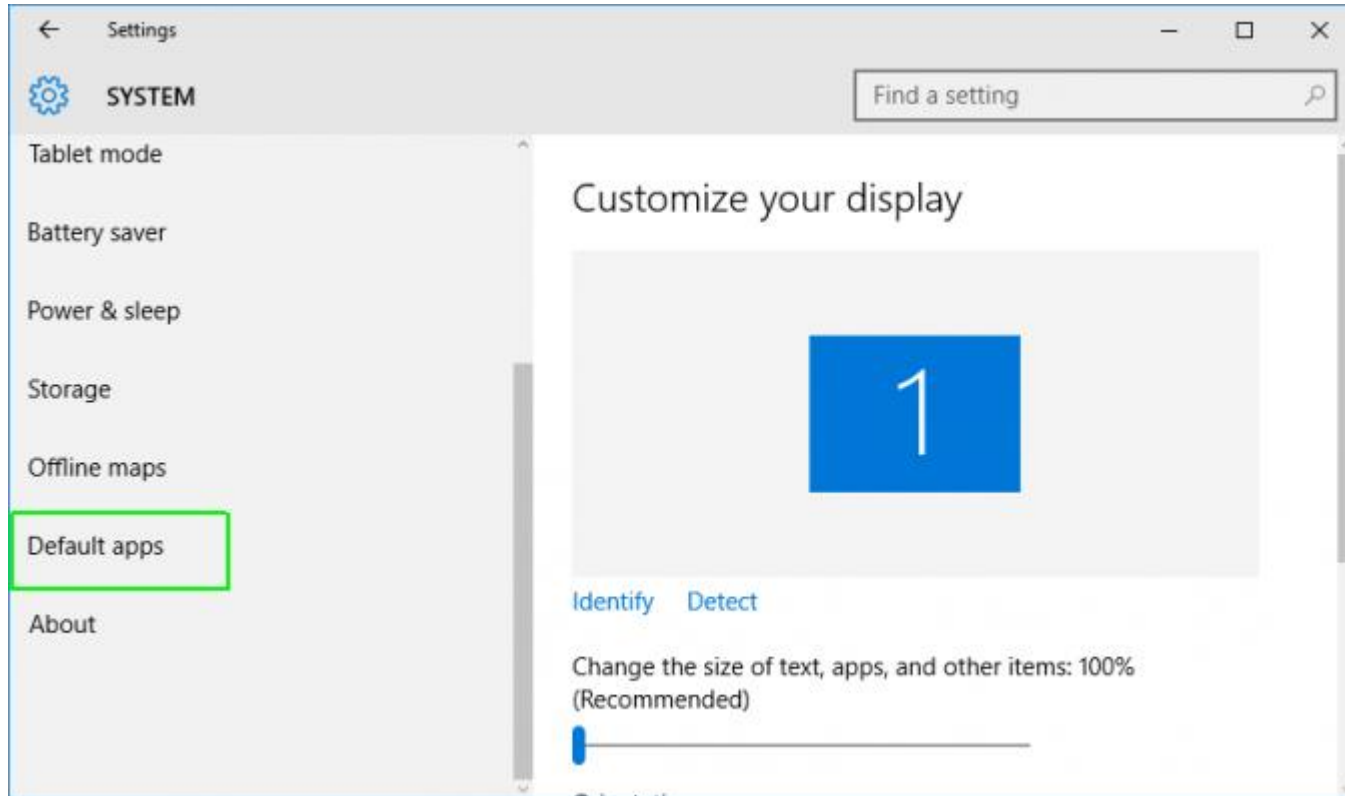 Settings
SYSTEM
Find a setting
Tablet mode
Battery saver
Power & sleep
Storage
Offline maps
Default apps
About
Customize your display
1
Identify Detect
Change the size of text, apps, and other items: 100%
(Recommended)